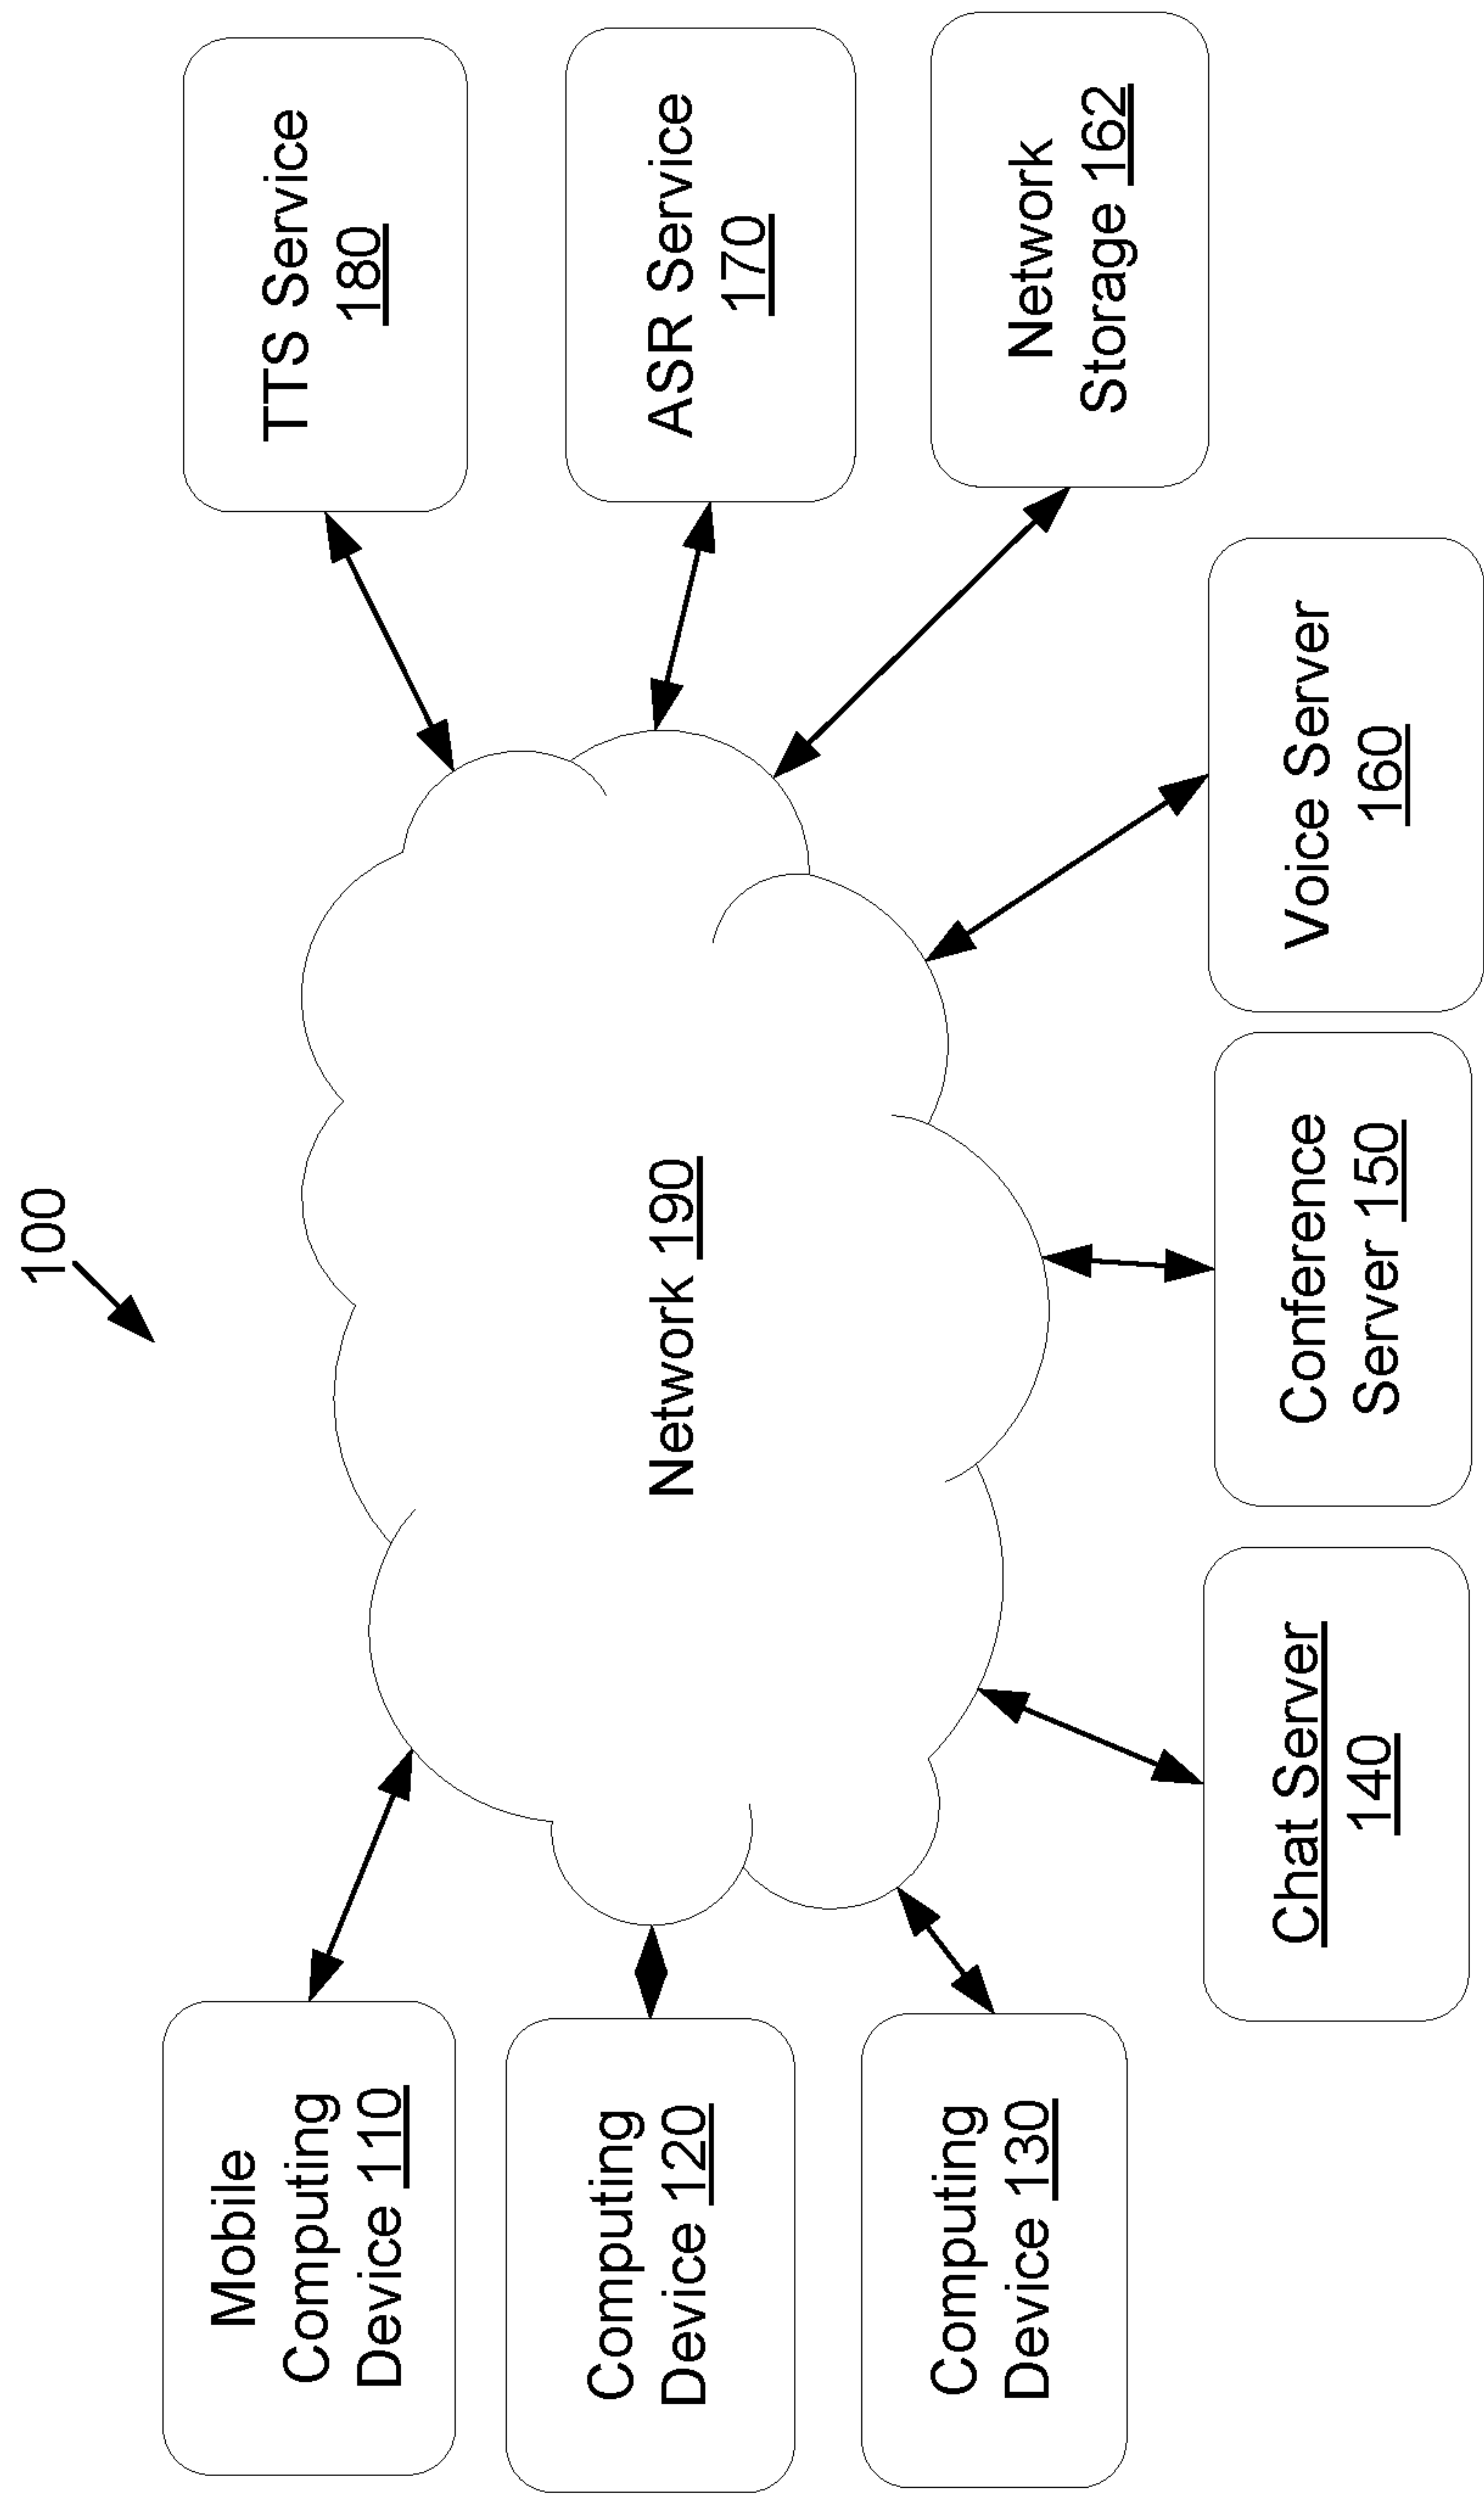 100
Mobile
Computing
Device 110
Computing
Device 120
Computing
Device 130
Network 190
TTS Service
180
ASR Service
170
Network
Storage 162
Chat Server
140
Conference
Server 150
Voice Server
160